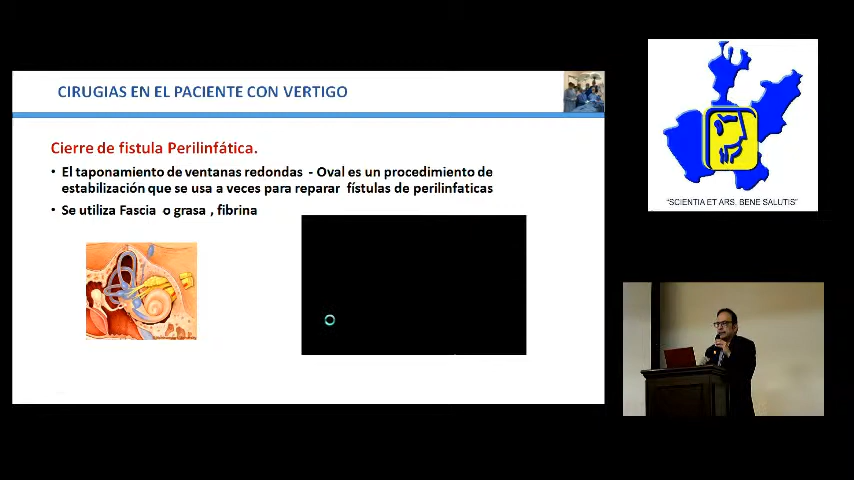 CIRUGIAS EN EL PACIENTE CON VERTIGO
Cierre de fistula Perilinfática.
• El taponamiento de ventanas redondas - Oval es un procedimiento de
estabilización que se usa a veces para reparar fístulas de perilinfaticas
• Se utiliza Fascia o grasa , fibrina
"SCIENTIA ET ARS, BENE SALUTIS"